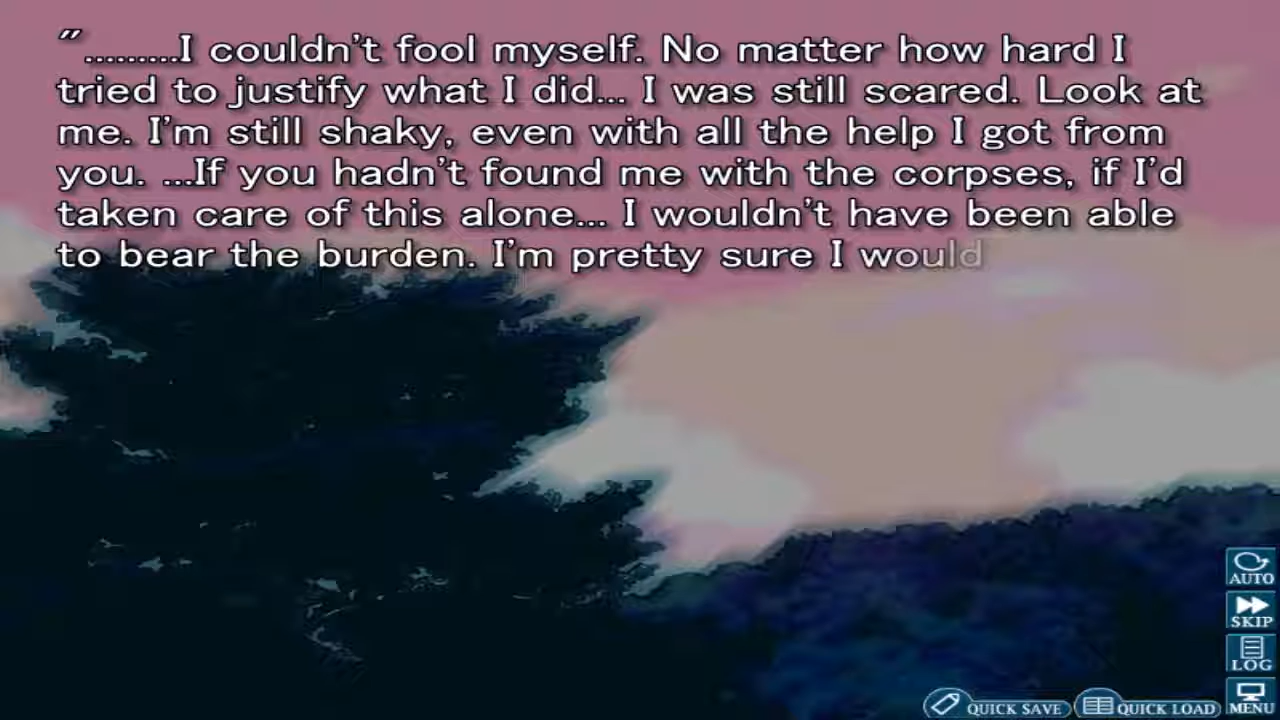 ".........I couldn't fool myself. No matter how hard I
tried to justify what I did... I was still scared. Look at
me. I'm still shaky, even with all the help I got from
you. ...If you hadn't found me with the corpses, if I'd
taken care of this alone... I wouldn't have been able
to bear the burden. I'm pretty sure I would
AUTO
SKIP
LOG
QUICK SAVE QUICK LOAD MENU